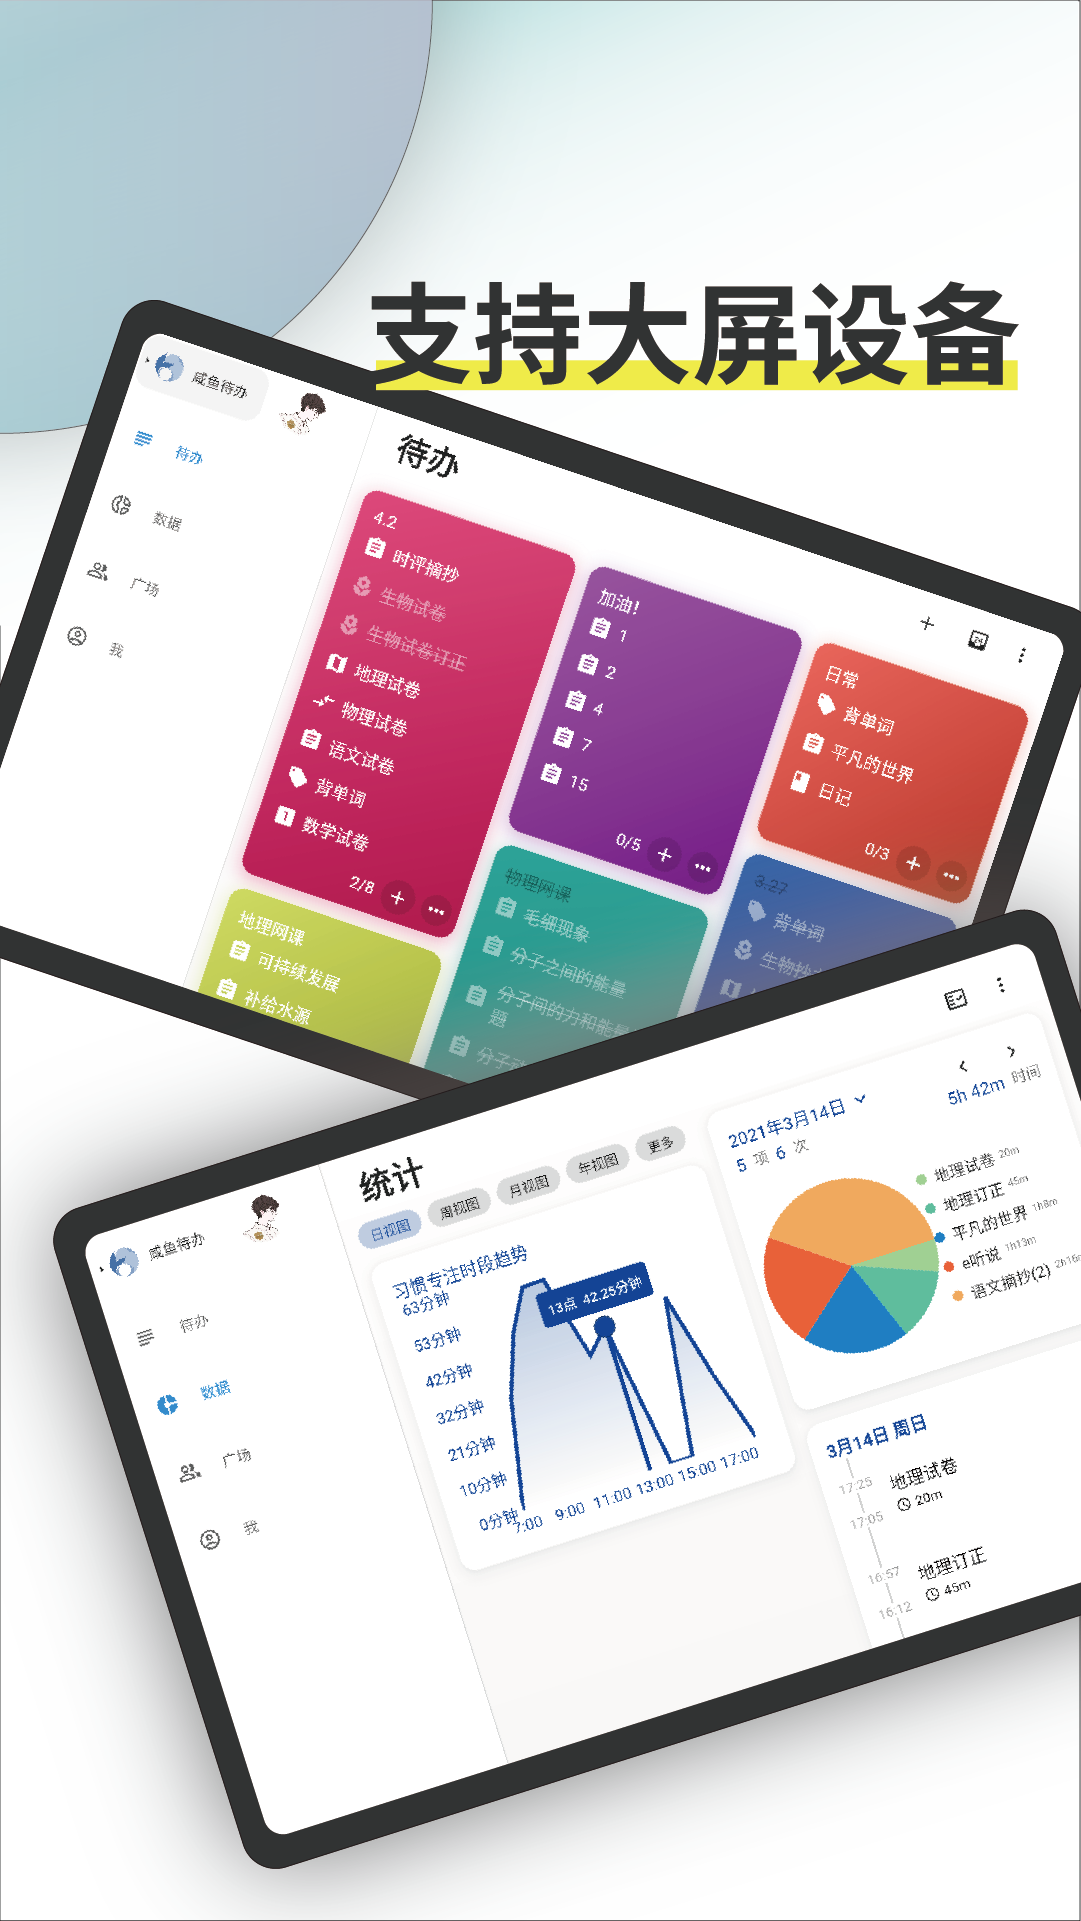 支持大屏设备
咸鱼待办
待办
数据
广场
我
待办
4.2
时评摘抄
生物试卷
生物试卷订正
地理试卷
物理试卷
语文试卷
背单词
数学试卷
2/8
加油!
1
2
4
7
15
0/5
日常
背单词
平凡的世界
日记
0/3
地理网课
可持续发展
补给水源
物理网课
毛细现象
分子之间的能量
分子间的力和能量
题
3.27
背单词
咸鱼待办
待办
数据
广场
我
统计
日视图
周视图
月视图
年视图
更多
习惯专注时段趋势
63分钟
53分钟
42分钟
32分钟
21分钟
10分钟
0分钟
7:00 9:00 11:00 13:00 15:00 17:00
13点 42.25分钟
2021年3月14日
5 项 6 次
5h 42m 时间
地理试卷 20m
地理订正 45m
平凡的世界 1h8m
e听说 1h13m
语文摘抄(2)
3月14日 周日
17:25
地理试卷
20m
17:05
16:57
地理订正
45m
16:12